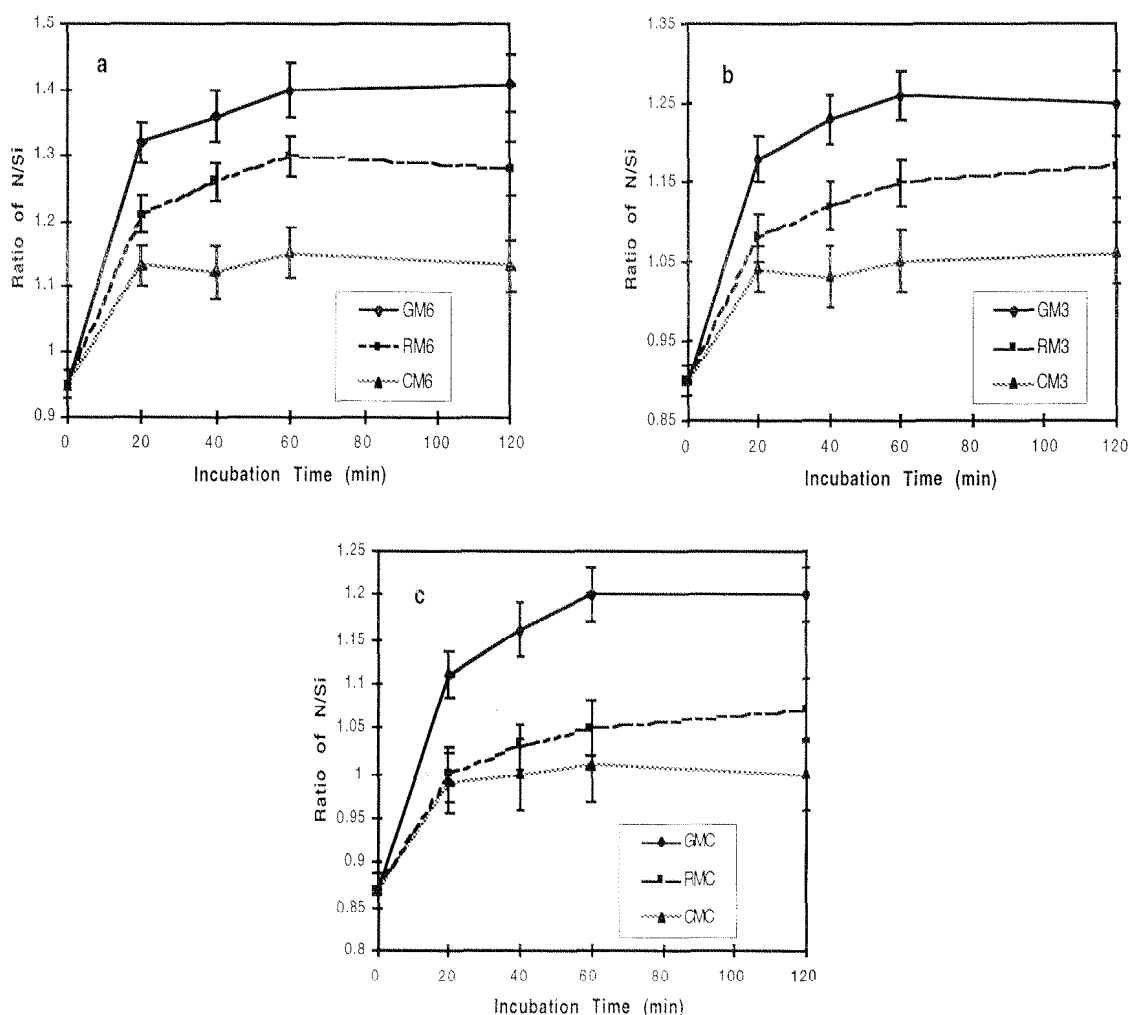 a
1.5
1.4
1.3
1.2
1.1
1
0.9
Ratio of N/Si
0 20 40 60 80 100 120
Incubation Time (min)
GM6
RM6
CM6
b
1.35
1.25
1.15
1.05
0.95
0.85
Ratio of N/Si
0 20 40 60 80 100 120
Incubation Time (min)
GM3
RM3
CM3
c
1.25
1.2
1.15
1.1
1.05
1
0.95
0.9
0.85
0.8
Ratio of N/Si
0 20 40 60 80 100 120
Incubation Time (min)
GMC
RMC
CMC